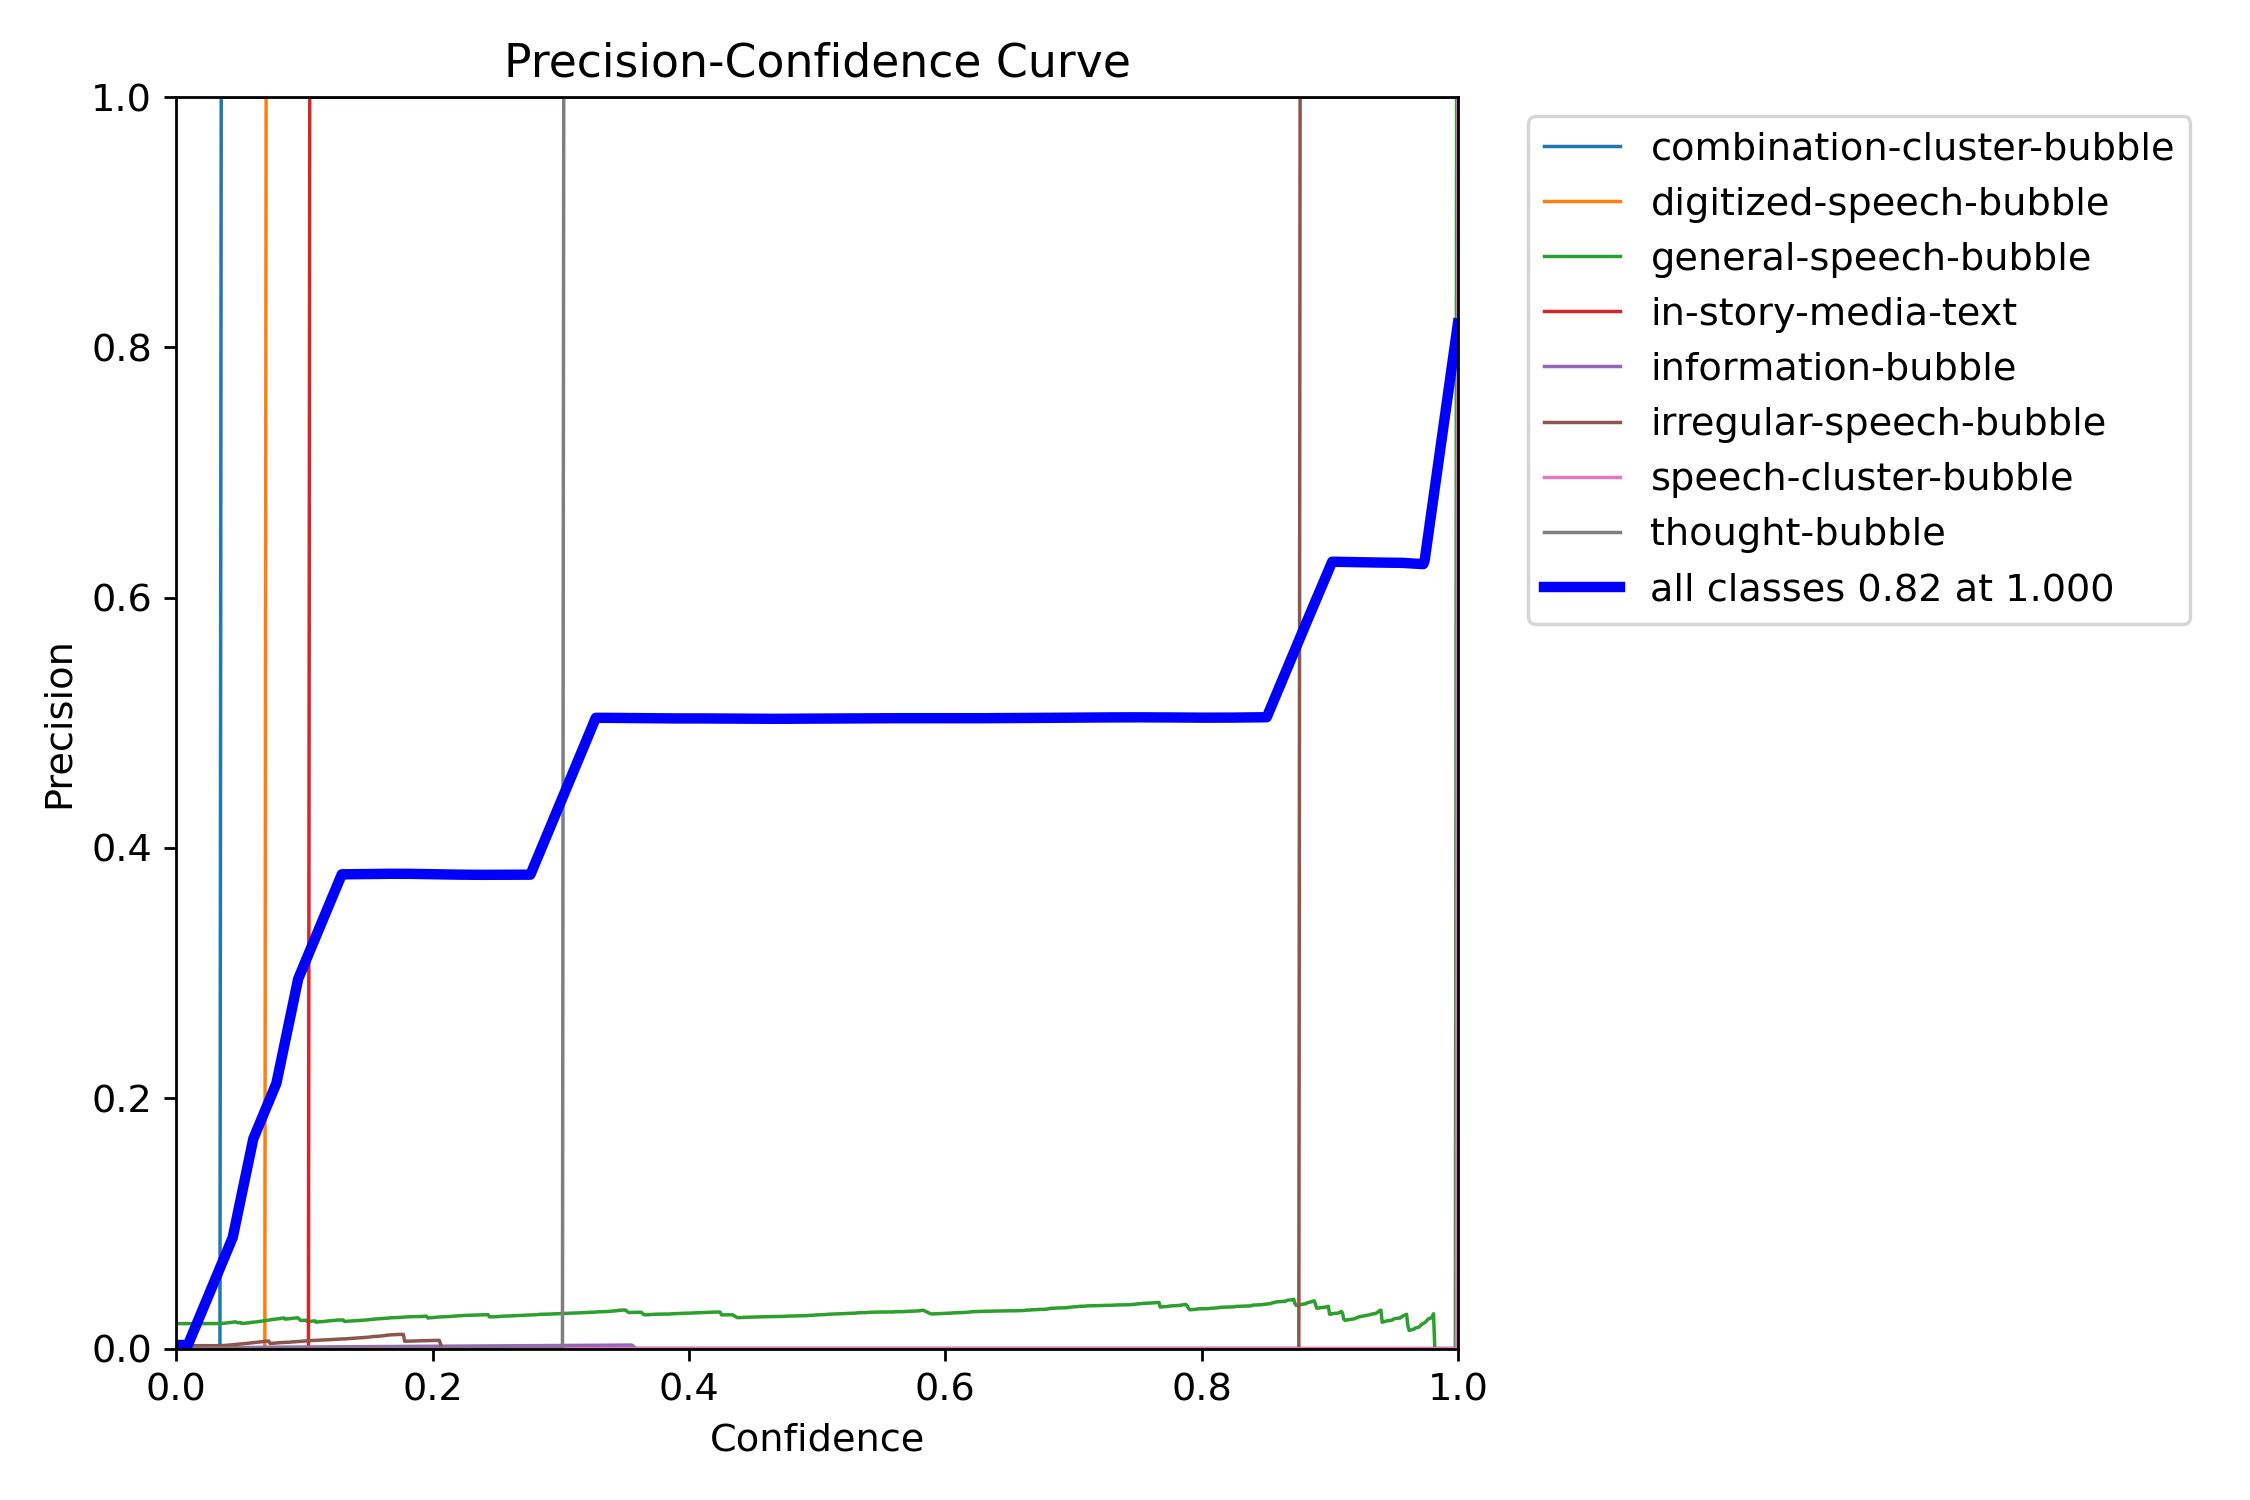 Precision-Confidence Curve
1.0
0.8
0.6
0.4
0.2
0.0
Precision
0.0 0.2 0.4 0.6 0.8 1.0
Confidence
combination-cluster-bubble
digitized-speech-bubble
general-speech-bubble
in-story-media-text
information-bubble
irregular-speech-bubble
speech-cluster-bubble
thought-bubble
all classes 0.82 at 1.000